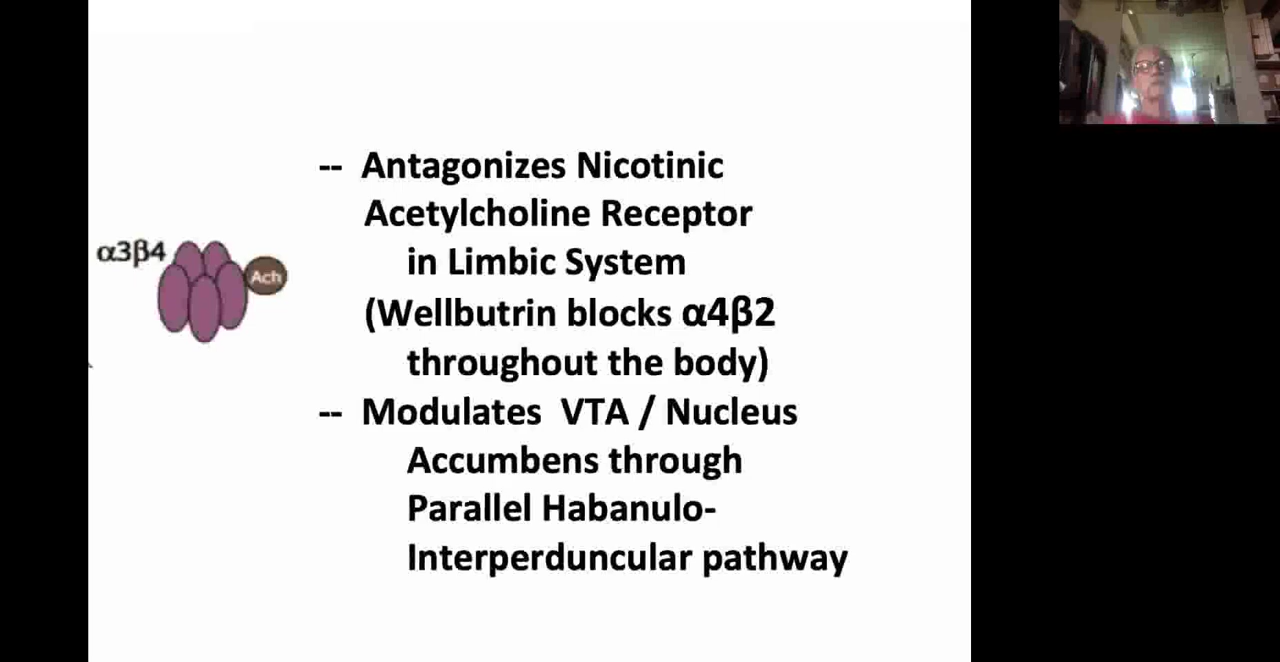 -- Antagonizes Nicotinic
Acetylcholine Receptor
in Limbic System
α3β4
Ach
(Wellbutrin blocks α4β2
throughout the body)
-- Modulates VTA / Nucleus
Accumbens through
Parallel Habanulo-
Interperduncular pathway